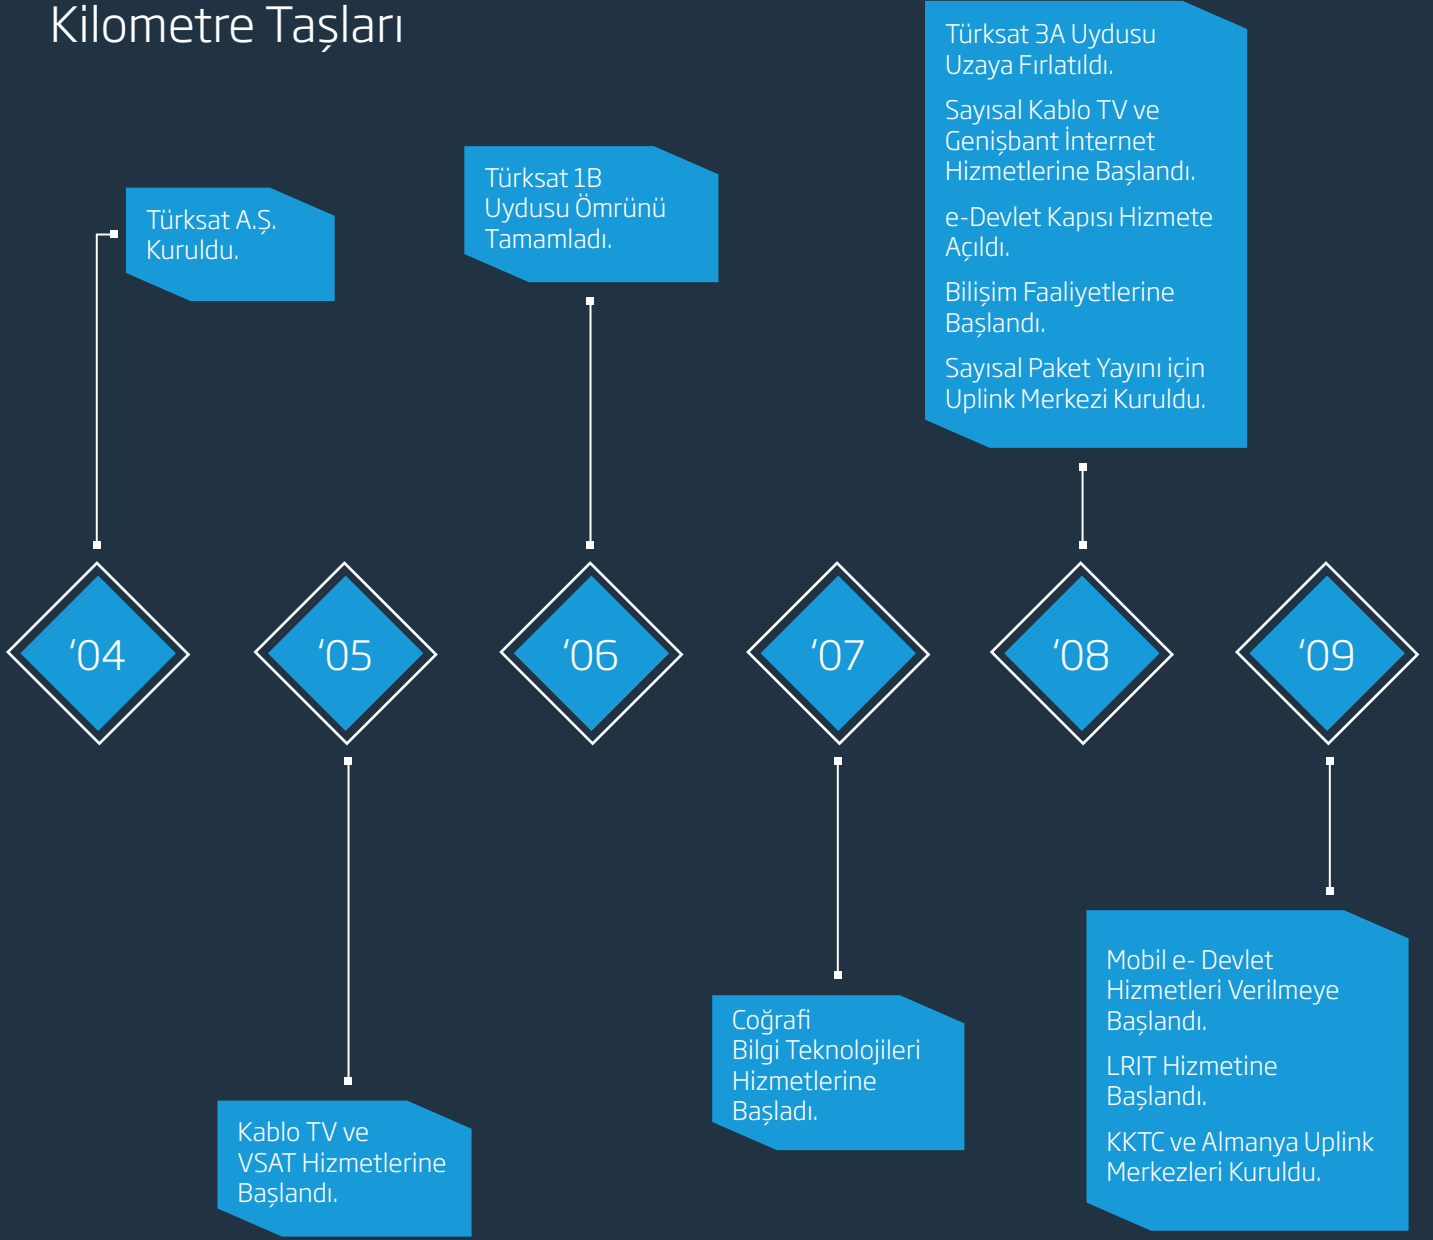 Kilometre Taşları
Türksat A.Ş.
Kuruldu.
Türksat 1B
Uydusu Ömrünü
Tamamladı.
Türksat 3A Uydusu
Uzaya Fırlatıldı.
Sayısal Kablo TV ve
Genişbant İnternet
Hizmetlerine Başlandı.
e-Devlet Kapısı Hizmete
Açıldı.
Bilişim Faaliyetlerine
Başlandı.
Sayısal Paket Yayını için
Uplink Merkezi Kuruldu.
‘04
‘05
‘06
‘07
‘08
‘09
Kablo TV ve
VSAT Hizmetlerine
Başlandı.
Coğrafi
Bilgi Teknolojileri
Hizmetlerine
Başladı.
Mobil e- Devlet
Hizmetleri Verilmeye
Başlandı.
LRIT Hizmetine
Başlandı.
KKTC ve Almanya Uplink
Merkezleri Kuruldu.